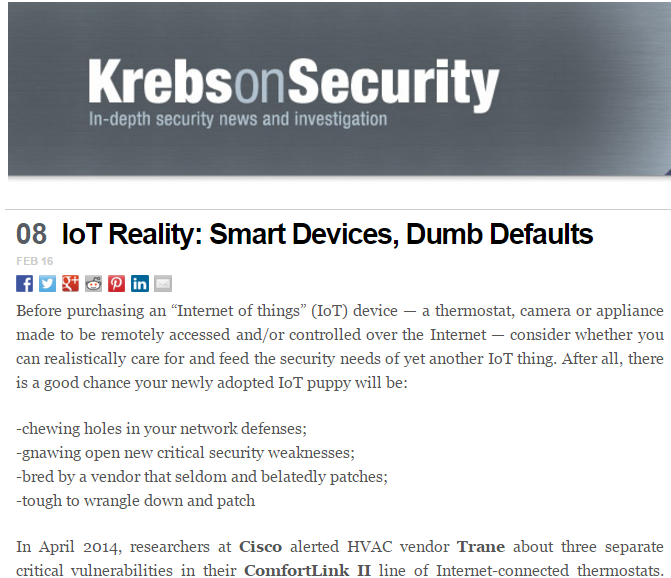 KrebsonSecurity
In-depth security news and investigation
08 IoT Reality: Smart Devices, Dumb Defaults
FEB 16
Before purchasing an “Internet of things” (IoT) device — a thermostat, camera or appliance
made to be remotely accessed and/or controlled over the Internet — consider whether you
can realistically care for and feed the security needs of yet another IoT thing. After all, there
is a good chance your newly adopted IoT puppy will be:
-chewing holes in your network defenses;
-gnawing open new critical security weaknesses;
-bred by a vendor that seldom and belatedly patches;
-tough to wrangle down and patch
In April 2014, researchers at Cisco alerted HVAC vendor Trane about three separate
critical vulnerabilities in their ComfortLink II line of Internet-connected thermostats.